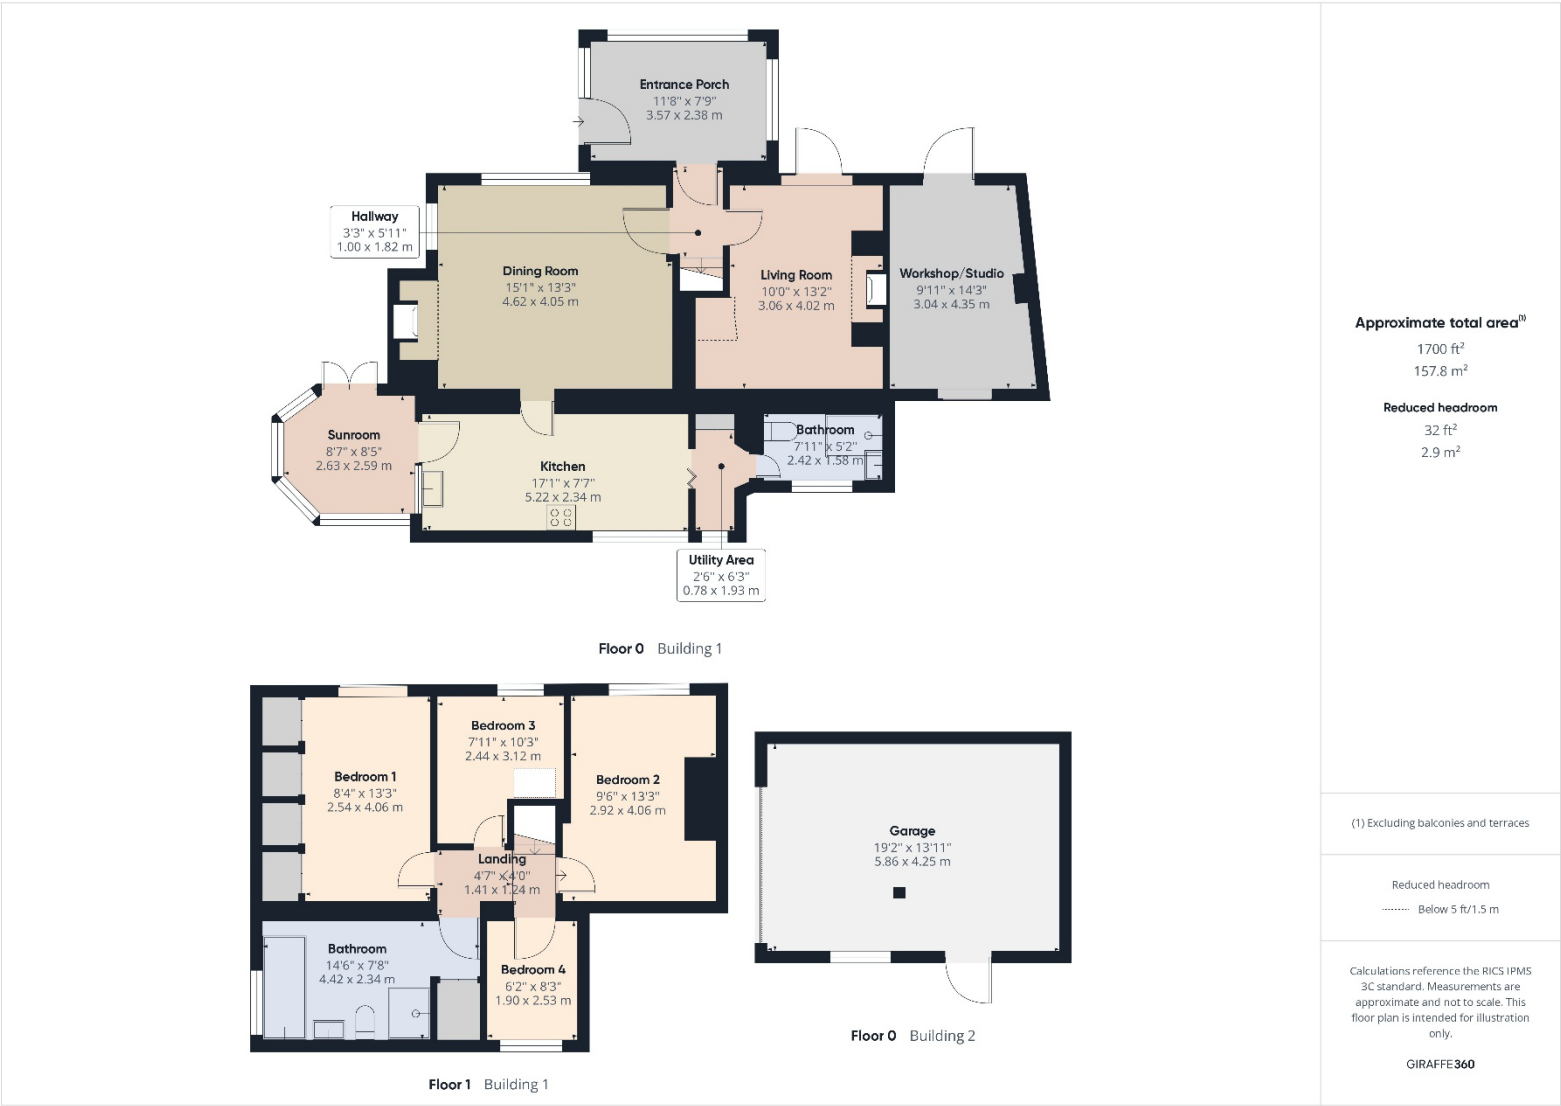 Entrance Porch
11'8" x 7'9"
3.57 x 2.38 m
Hallway
3'3" x 5'11"
1.00 x 1.82 m
Dining Room
15'1" x 13'3"
4.62 x 4.05 m
Living Room
10'0" x 13'2"
3.06 x 4.02 m
Workshop/Studio
9'11" x 14'3"
3.04 x 4.35 m
Sunroom
8'7" x 8'5"
2.63 x 2.59 m
Kitchen
17'1" x 7'7"
5.22 x 2.34 m
Bathroom
7'11" x 5'2"
2.42 x 1.58 m
Utility Area
2'6" x 6'3"
0.78 x 1.93 m
Floor 0 Building 1
Bedroom 1
8'4" x 13'3"
2.54 x 4.06 m
Bedroom 3
7'11" x 10'3"
2.44 x 3.12 m
Bedroom 2
9'6" x 13'3"
2.92 x 4.06 m
Landing
4'7" x 4'0"
1.41 x 1.24 m
Bathroom
14'6" x 7'8"
4.42 x 2.34 m
Bedroom 4
6'2" x 8'3"
1.90 x 2.53 m
Floor 1 Building 1
Garage
19'2" x 13'11"
5.86 x 4.25 m
Floor 0 Building 2
Approximate total area(1)
1700 ft²
157.8 m²
Reduced headroom
32 ft²
2.9 m²
(1) Excluding balconies and terraces
Reduced headroom
Below 5 ft/1.5 m
Calculations reference the RICS IPMS
3C standard. Measurements are
approximate and not to scale. This
floor plan is intended for illustration
only.
GIRAFFE360